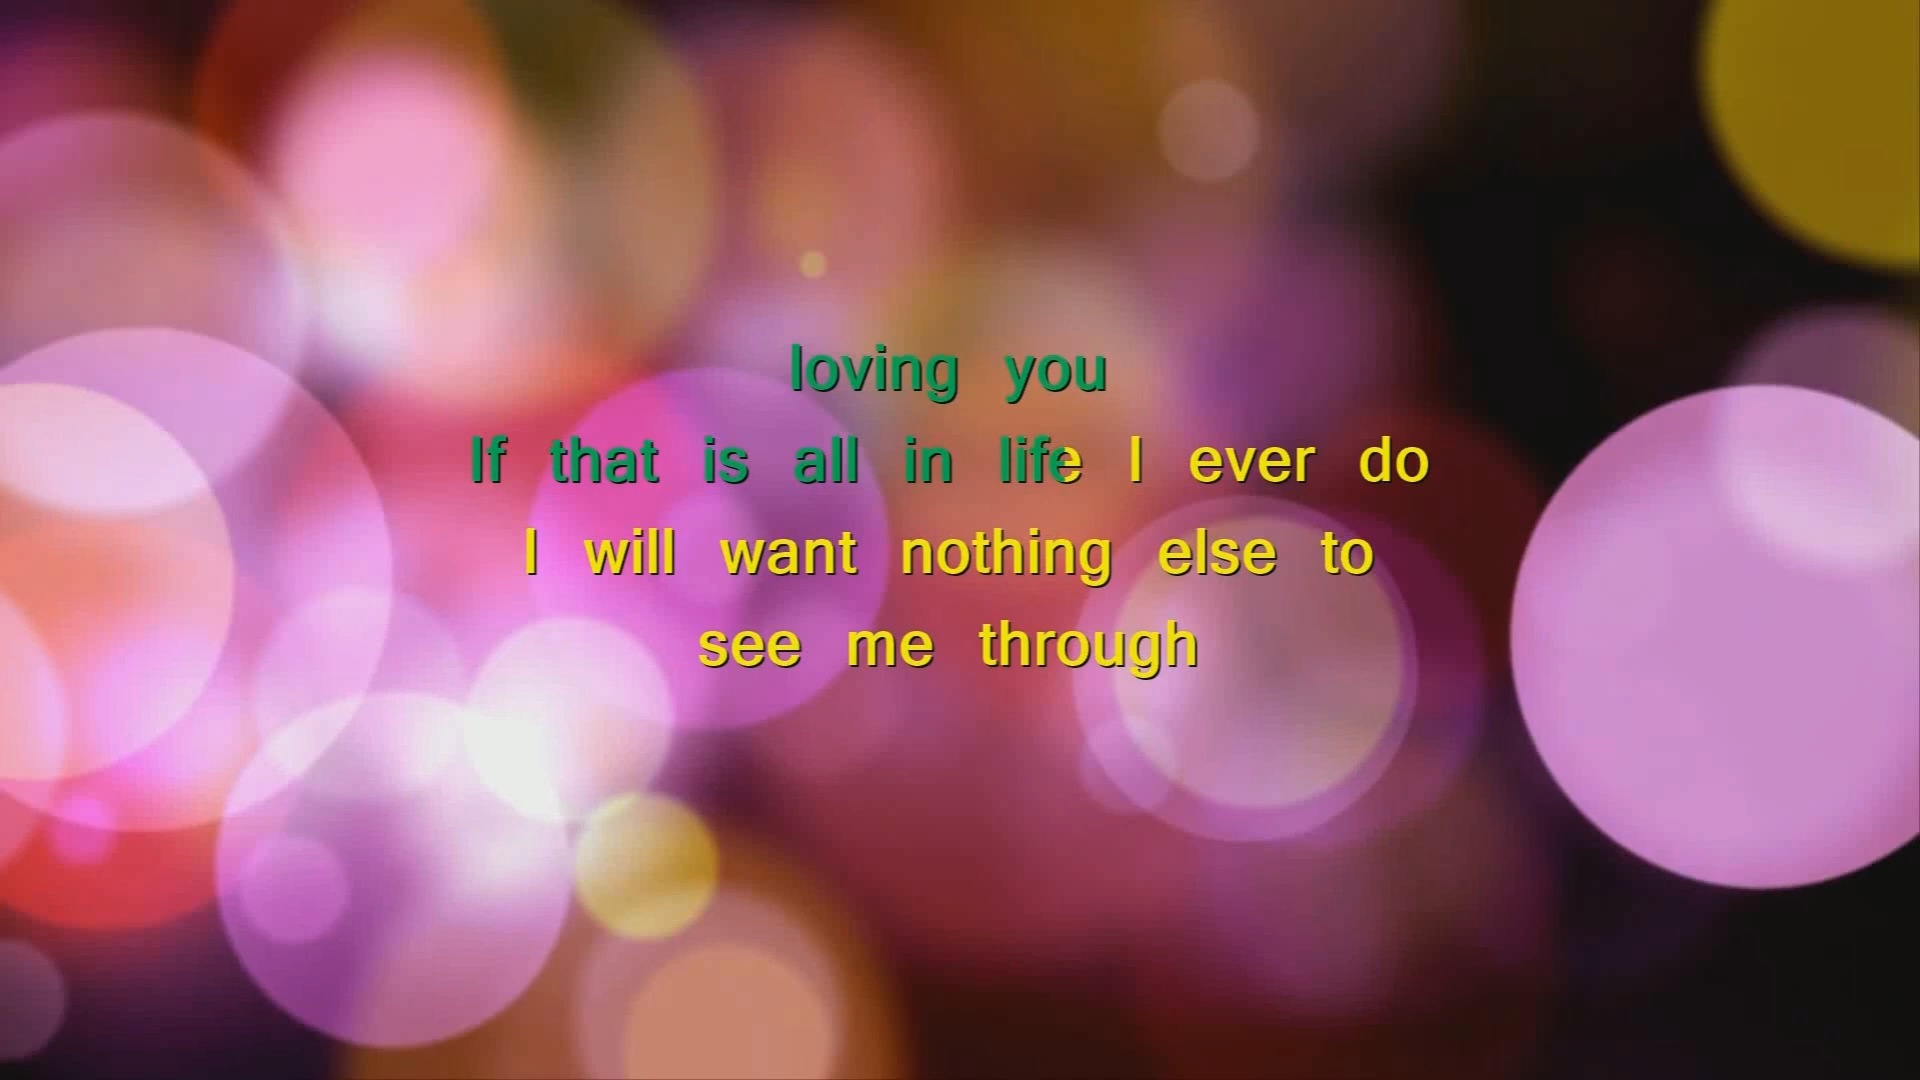 loving you
If that is all in life I ever do
I will want nothing else to
see me through